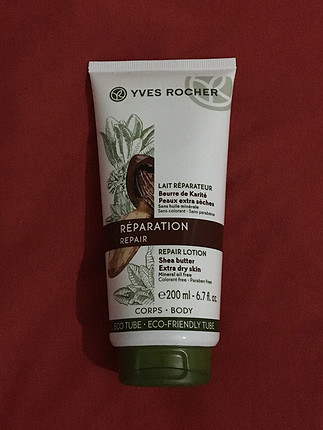 YVES ROCHER
LAIT RÉPARATEUR
Beurre de Karité
Peaux extra sèches
Sans huile minérale
Sans colorant - Sans parabène
RÉPARATION
REPAIR
REPAIR LOTION
Shea butter
Extra dry skin
Mineral oil free
Colorant free - Paraben free
℮200 ml - 6.7 fl. oz
CORPS • BODY
ECO TUBE • ECO-FRIENDLY TUBE